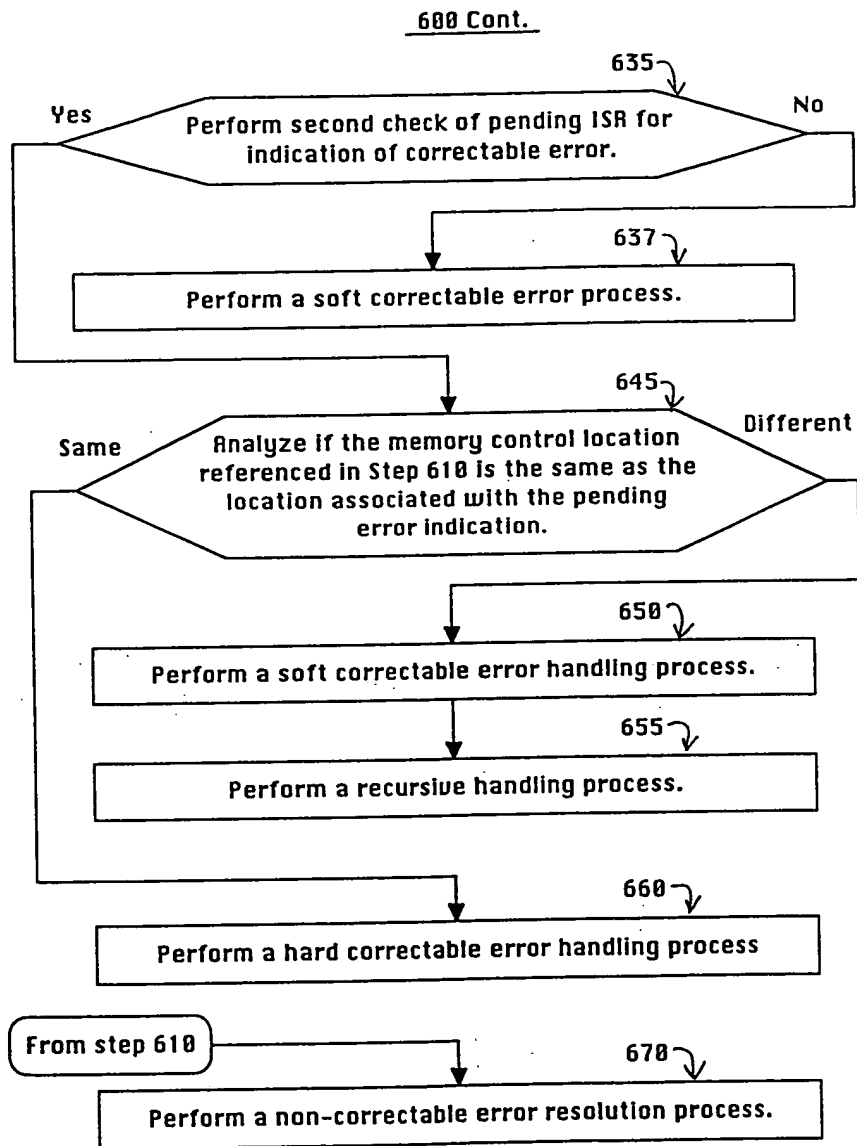 600 Cont.
635
Yes
No
Perform second check of pending ISR for
indication of correctable error.
637
Perform a soft correctable error process.
645
Same
Different
Analyze if the memory control location
referenced in Step 610 is the same as the
location associated with the pending
error indication.
650
Perform a soft correctable error handling process.
655
Perform a recursive handling process.
660
Perform a hard correctable error handling process
From step 610
670
Perform a non-correctable error resolution process.